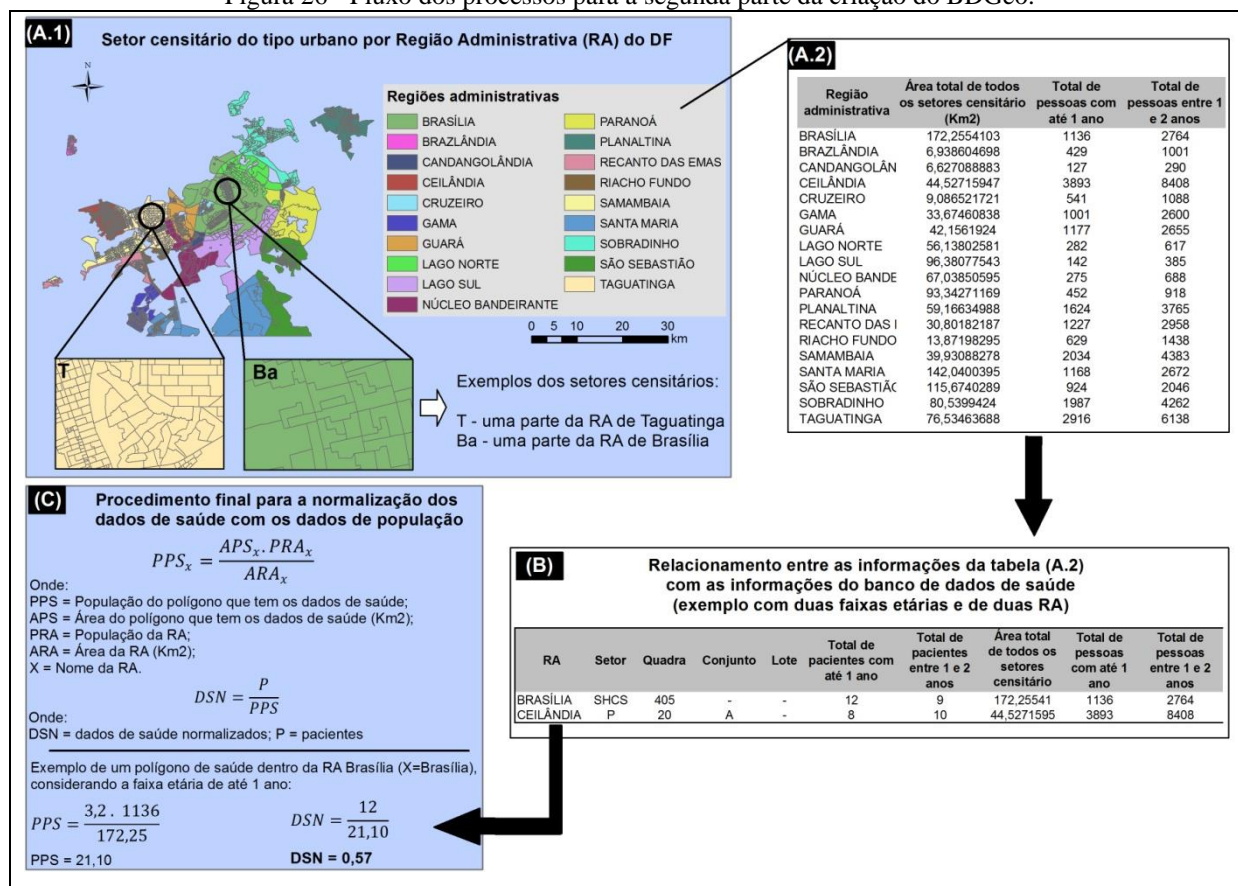 Figura 26 - Fluxo dos processos para a segunda parte da criação do BDGeo.
(A.1)
Setor censitário do tipo urbano por Região Administrativa (RA) do DF
N
Regiões administrativas
BRASÍLIA
BRAZLÂNDIA
CANDANGOLÂNDIA
CEILÂNDIA
CRUZEIRO
GAMA
GUARÁ
LAGO NORTE
LAGO SUL
NÚCLEO BANDEIRANTE
PARANOÁ
PLANALTINA
RECANTO DAS EMAS
RIACHO FUNDO
SAMAMBAIA
SANTA MARIA
SOBRADINHO
SÃO SEBASTIÃO
TAGUATINGA
0 5 10 20 30
km
T
Ba
Exemplos dos setores censitários:
T - uma parte da RA de Taguatinga
Ba - uma parte da RA de Brasília
(A.2)
Região administrativa | Área total de todos os setores censitário (Km2) | Total de pessoas com até 1 ano | Total de pessoas entre 1 e 2 anos
BRASÍLIA 172,2554103 1136 2764
BRAZLÂNDIA 6,938604698 429 1001
CANDANGOLÂN 6,627088883 127 290
CEILÂNDIA 44,52715947 3893 8408
CRUZEIRO 9,086521721 541 1088
GAMA 33,67460838 1001 2600
GUARÁ 42,1561924 1177 2655
LAGO NORTE 56,13802581 282 617
LAGO SUL 96,38077543 142 385
NÚCLEO BANDE 67,03850595 275 688
PARANOÁ 93,34271169 452 918
PLANALTINA 59,16634988 1624 3765
RECANTO DAS I 30,80182187 1227 2958
RIACHO FUNDO 13,87198295 629 1438
SAMAMBAIA 39,93088278 2034 4383
SANTA MARIA 142,0400395 1168 2672
SÃO SEBASTIÃC 115,6740289 924 2046
SOBRADINHO 80,5399424 1987 4262
TAGUATINGA 76,53463688 2916 6138
(B)
Relacionamento entre as informações da tabela (A.2)
com as informações do banco de dados de saúde
(exemplo com duas faixas etárias e de duas RA)
RA | Setor | Quadra | Conjunto | Lote | Total de pacientes com até 1 ano | Total de pacientes entre 1 e 2 anos | Área total de todos os setores censitário | Total de pessoas com até 1 ano | Total de pessoas entre 1 e 2 anos
BRASÍLIA SHCS 405 - - 12 9 172,25541 1136 2764
CEILÂNDIA P 20 A - 8 10 44,5271595 3893 8408
(C)
Procedimento final para a normalização dos
dados de saúde com os dados de população
PPSₓ = APSₓ.PRAₓ / ARAₓ
Onde:
PPS = População do polígono que tem os dados de saúde;
APS = Área do polígono que tem os dados de saúde (Km2);
PRA = População da RA;
ARA = Área da RA (Km2);
X = Nome da RA.
DSN = P / PPS
Onde:
DSN = dados de saúde normalizados; P = pacientes
Exemplo de um polígono de saúde dentro da RA Brasília (X=Brasília),
considerando a faixa etária de até 1 ano:
PPS = 3,2 . 1136 / 172,25
DSN = 12 / 21,10
PPS = 21,10
DSN = 0,57